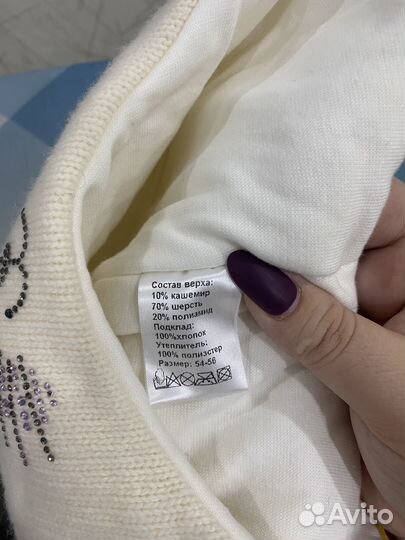 Состав верха:
10% кашемир
70% шерсть
20% полиамид
Подклад:
100%хлопок
Утеплитель:
100% полиэстер
Размер: 54-56
Avito